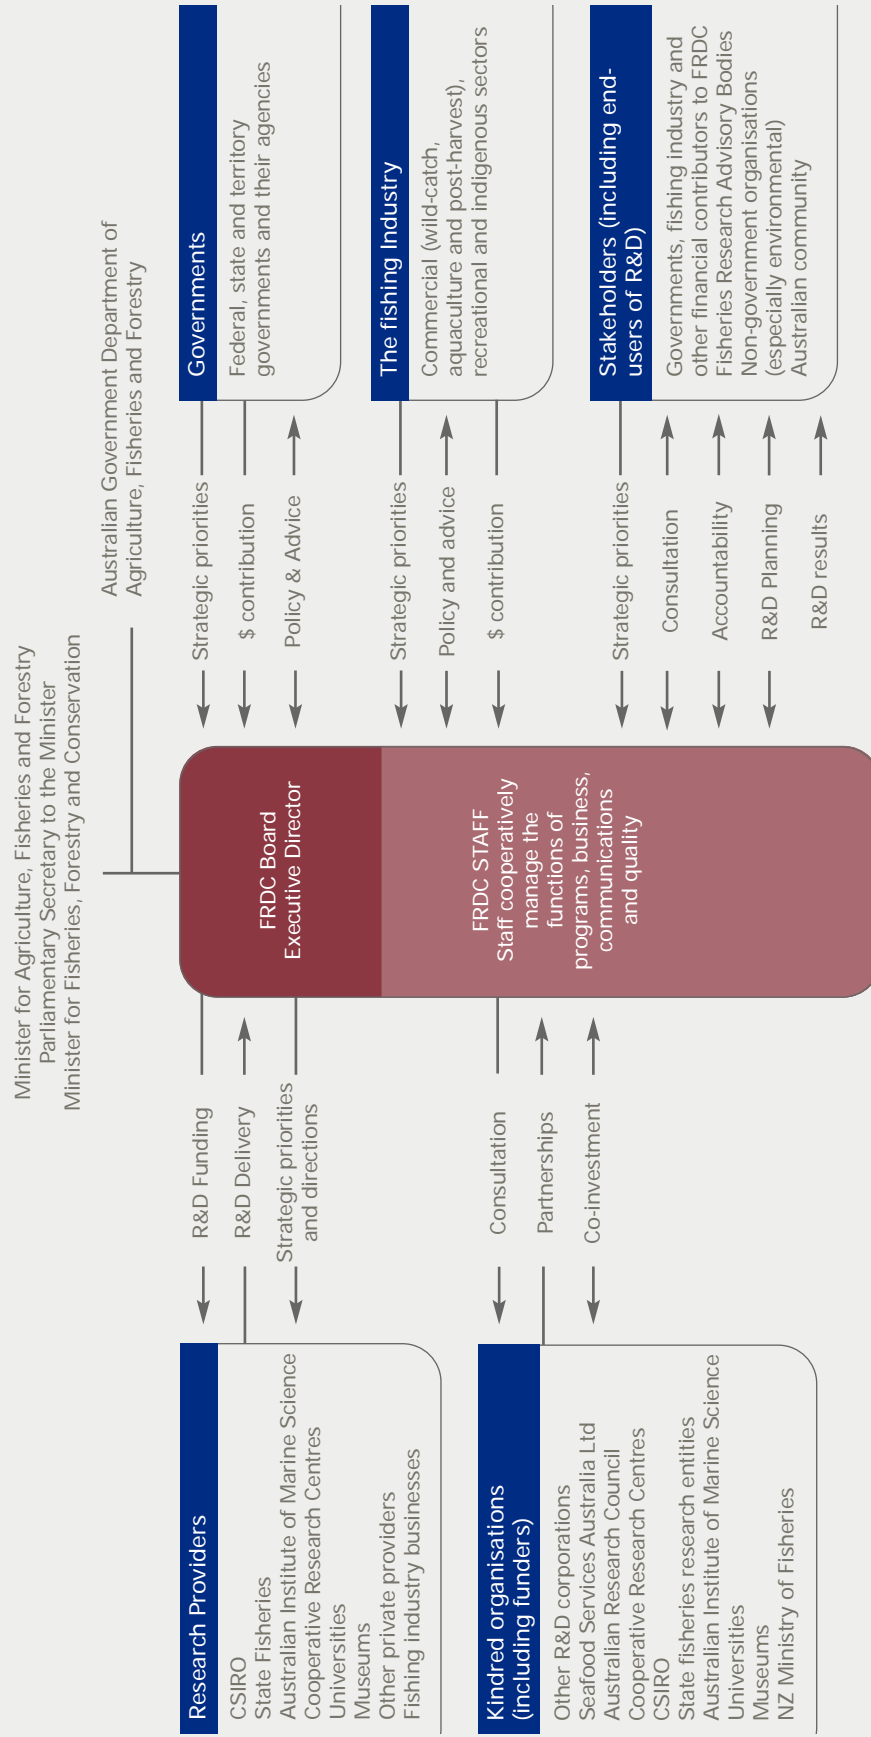 Minister for Agriculture, Fisheries and Forestry
Parliamentary Secretary to the Minister
Minister for Fisheries, Forestry and Conservation
Australian Government Department of
Agriculture, Fisheries and Forestry
Research Providers
CSIRO
State Fisheries
Australian Institute of Marine Science
Cooperative Research Centres
Universities
Museums
Other private providers
Fishing industry businesses
R&D Funding
R&D Delivery
Strategic priorities
and directions
Kindred organisations
(including funders)
Other R&D corporations
Seafood Services Australia Ltd
Australian Research Council
Cooperative Research Centres
CSIRO
State fisheries research entities
Australian Institute of Marine Science
Universities
Museums
NZ Ministry of Fisheries
Consultation
Partnerships
Co-investment
FRDC Board
Executive Director
FRDC STAFF
Staff cooperatively
manage the
functions of
programs, business,
communications
and quality
Strategic priorities
$ contribution
Policy & Advice
Governments
Federal, state and territory
governments and their agencies
Strategic priorities
Policy and advice
$ contribution
The fishing Industry
Commercial (wild-catch,
aquaculture and post-harvest),
recreational and indigenous sectors
Strategic priorities
Consultation
Accountability
R&D Planning
R&D results
Stakeholders (including end-
users of R&D)
Governments, fishing industry and
other financial contributors to FRDC
Fisheries Research Advisory Bodies
Non-government organisations
(especially environmental)
Australian community